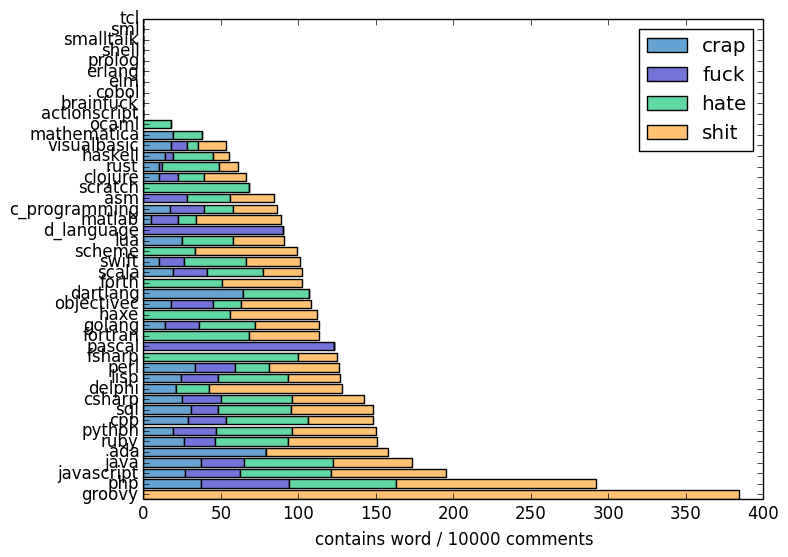 tcl
sml
smalltalk
shell
prolog
erlang
elm
cobol
brainfuck
actionscript
ocaml
mathematica
visualbasic
haskell
rust
clojure
scratch
asm
c_programming
matlab
d_language
lua
scheme
swift
scala
forth
dartlang
objectivec
haxe
golang
fortran
pascal
fsharp
perl
lisp
delphi
csharp
sql
cpp
python
ruby
ada
java
javascript
php
groovy
crap
fuck
hate
shit
0 50 100 150 200 250 300 350 400
contains word / 10000 comments